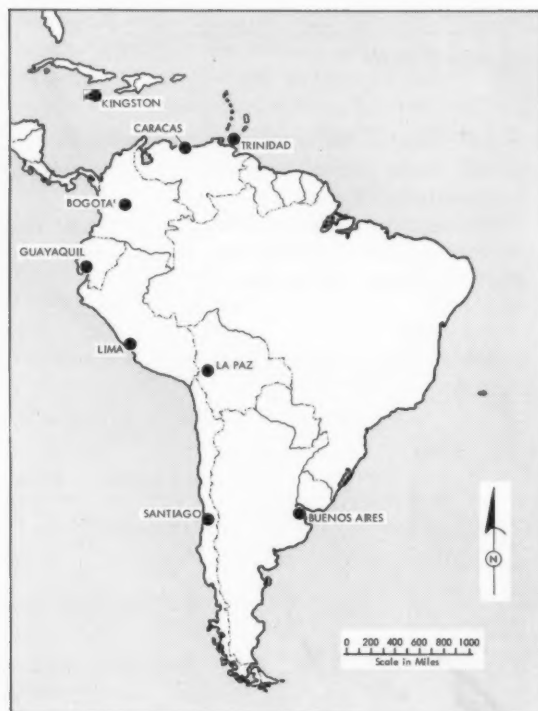 KINGSTON
CARACAS
TRINIDAD
BOGOTA'
GUAYAQUIL
LIMA
LA PAZ
SANTIAGO
BUENOS AIRES
N
0 200 400 600 800 1000
Scale in Miles